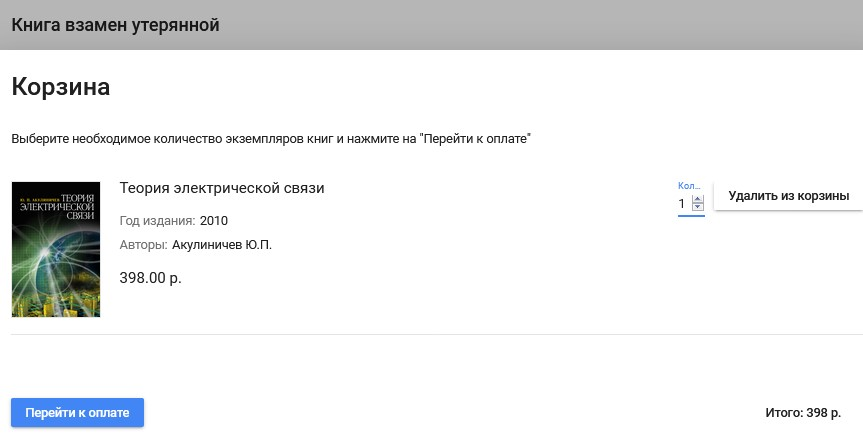 Книга взамен утерянной
Корзина
Выберите необходимое количество экземпляров книг и нажмите на "Перейти к оплате"
Ю. П. АКУЛИНИЧЕВ ТЕОРИЯ
ЭЛЕКТРИЧЕСКОЙ
СВЯЗИ
Теория электрической связи
Год издания: 2010
Авторы: Акулиничев Ю.П.
398.00 р.
Кол...
1
Удалить из корзины
Перейти к оплате
Итого: 398 р.